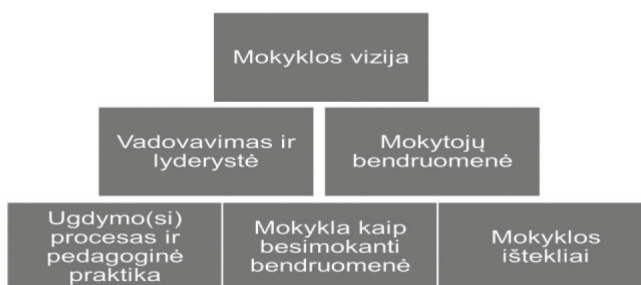 Mokyklos vizija
Vadovavimas ir
lyderystė
Mokytojų
bendruomenė
Ugdymo(si)
procesas ir
pedagoginė
praktika
Mokykla kaip
besimokanti
bendruomenė
Mokyklos
ištekliai